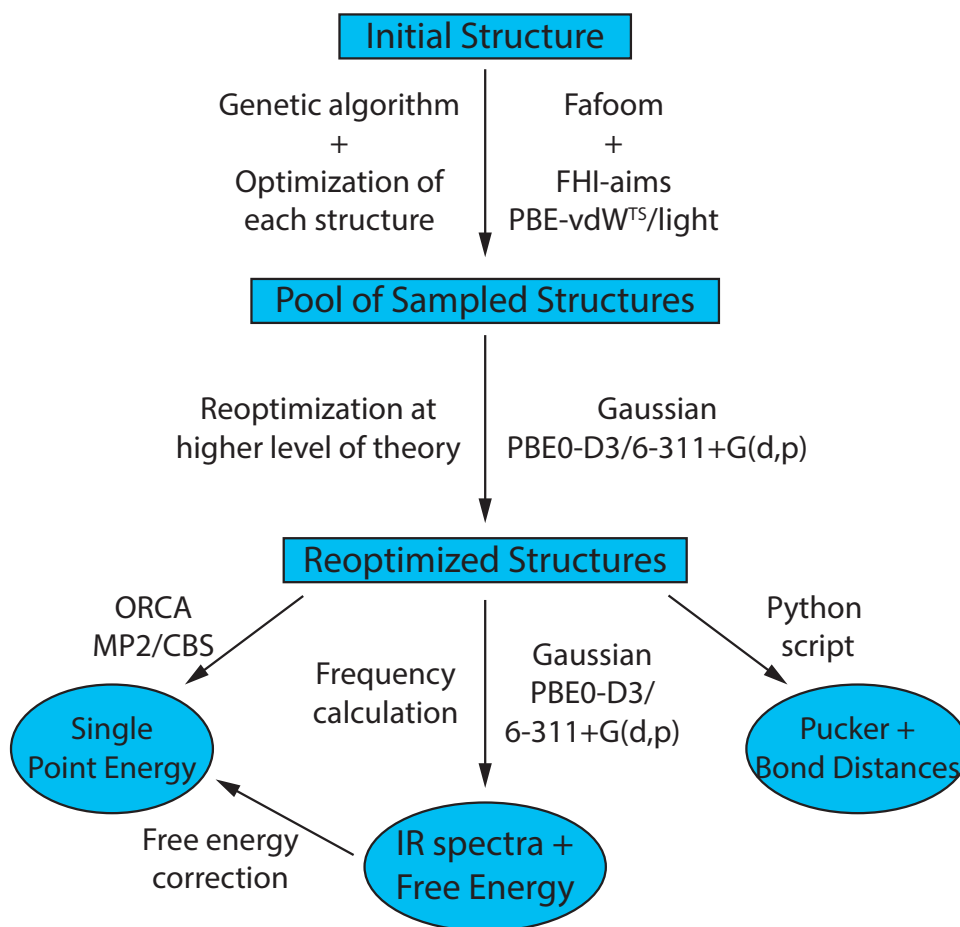 Initial Structure
Genetic algorithm
+
Optimization of
each structure
Fafoom
+
FHI-aims
PBE-vdWᵀˢ/light
Pool of Sampled Structures
Reoptimization at
higher level of theory
Gaussian
PBE0-D3/6-311+G(d,p)
Reoptimized Structures
ORCA
MP2/CBS
Frequency
calculation
Gaussian
PBE0-D3/
6-311+G(d,p)
Python
script
Single
Point Energy
Pucker +
Bond Distances
Free energy
correction
IR spectra +
Free Energy